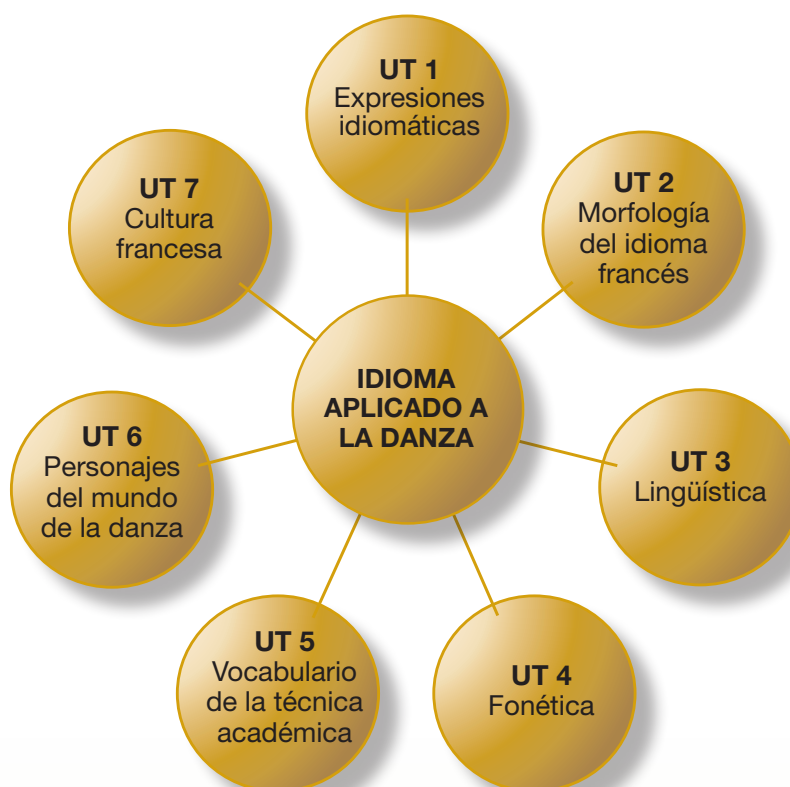 UT 1
Expresiones
idiomáticas
UT 2
Morfología
del idioma
francés
UT 3
Lingüística
UT 4
Fonética
UT 5
Vocabulario
de la técnica
académica
UT 6
Personajes
del mundo
de la danza
UT 7
Cultura
francesa
IDIOMA
APLICADO A
LA DANZA